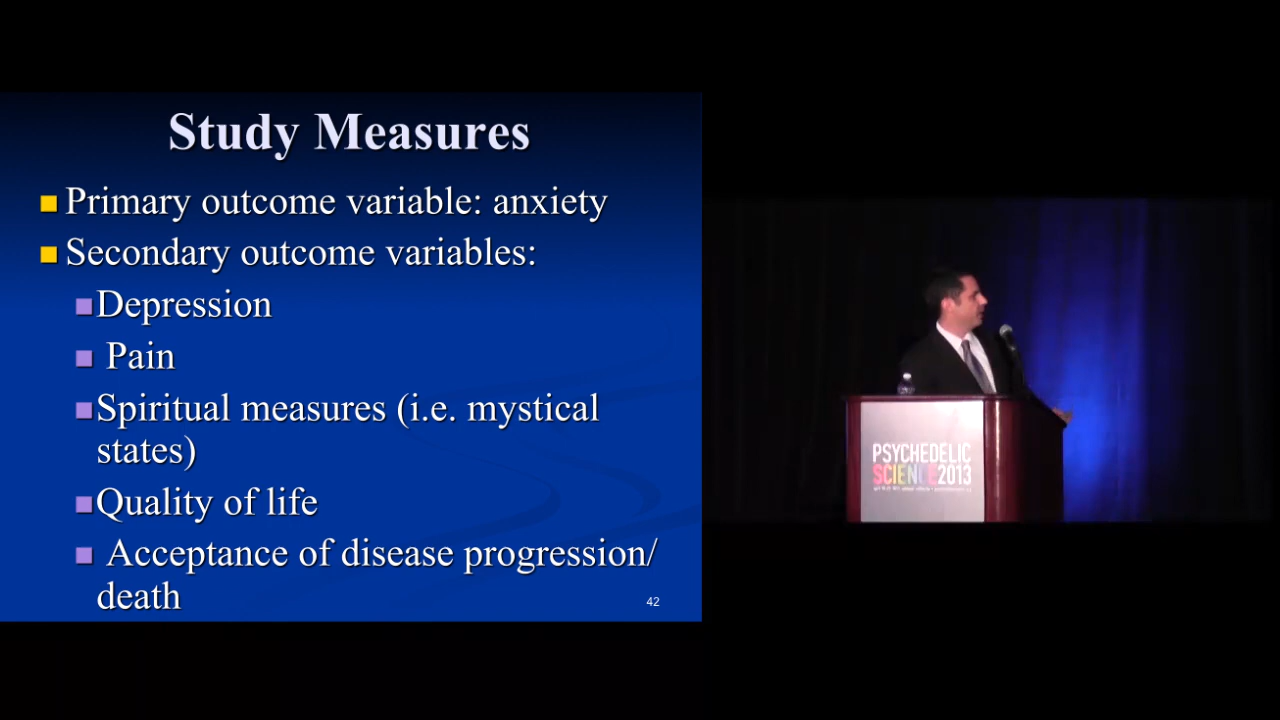 Study Measures
Primary outcome variable: anxiety
Secondary outcome variables:
Depression
Pain
Spiritual measures (i.e. mystical
states)
Quality of life
Acceptance of disease progression/
death
42
PSYCHEDELIC
SCIENCE2013